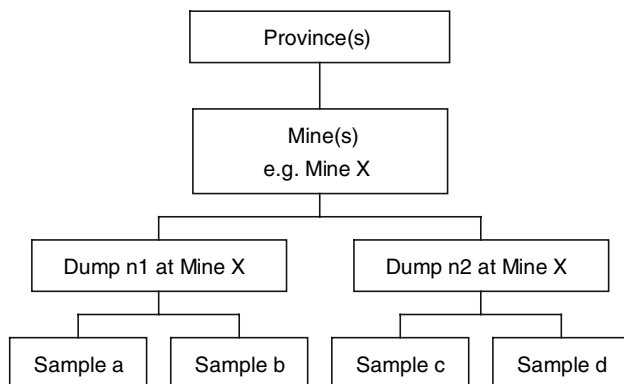 Province(s)
Mine(s)
e.g. Mine X
Dump n1 at Mine X
Dump n2 at Mine X
Sample a
Sample b
Sample c
Sample d